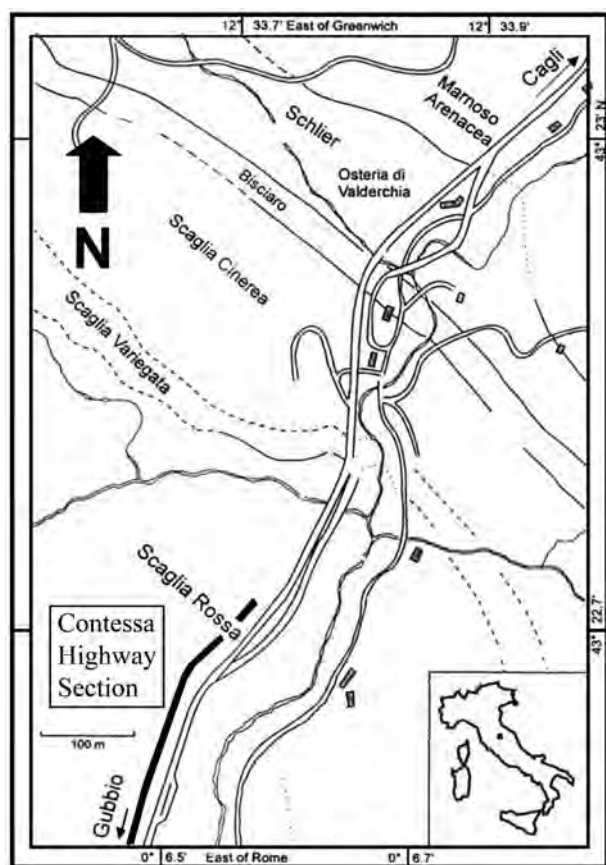 12° 33.7' East of Greenwich 12° 33.9'
Cagli
Marnoso
Arenacea
23' N
43°
Schlier
Osteria di
Valderchia
Bisciaro
N
Scaglia Cinerea
Scaglia Variegata
Scaglia Rossa
Contessa
Highway
Section
22.7'
43°
100 m
Gubbio
0° 6.5' East of Rome 0° 6.7'